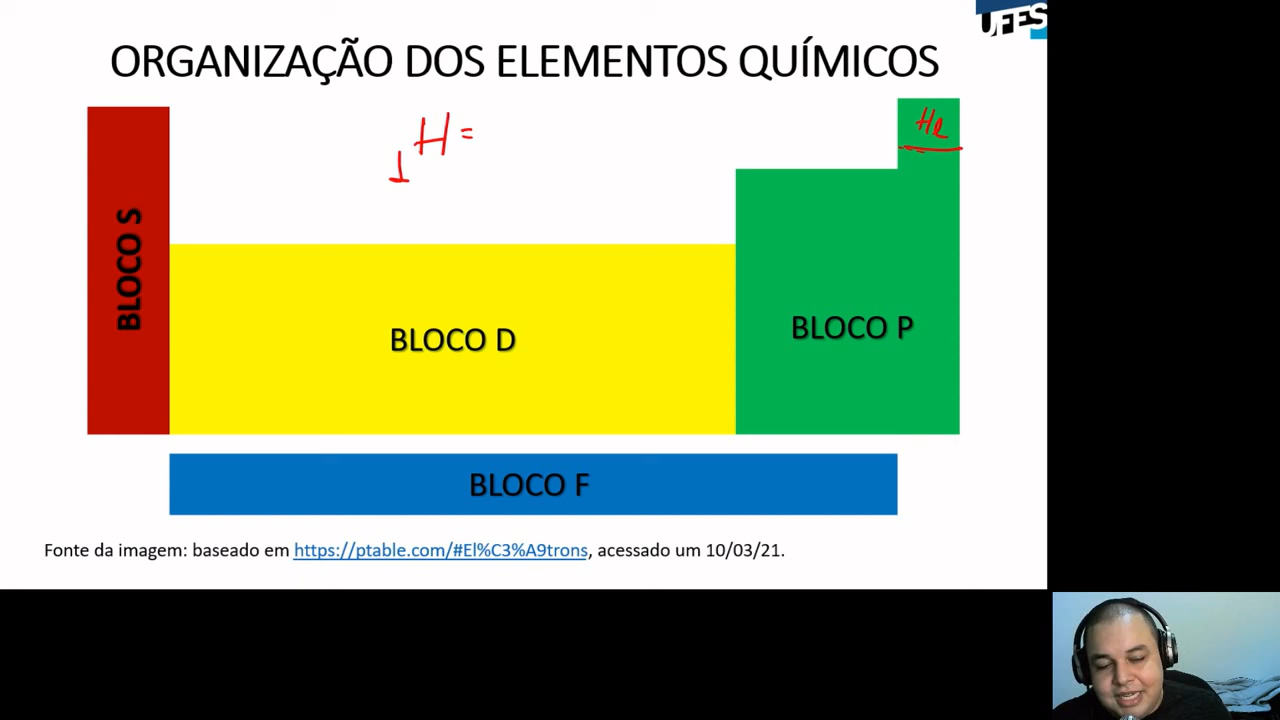 UFES
ORGANIZAÇÃO DOS ELEMENTOS QUÍMICOS
H =
1
He
BLOCO S
BLOCO D
BLOCO P
BLOCO F
Fonte da imagem: baseado em https://ptable.com/#El%C3%A9trons, acessado um 10/03/21.